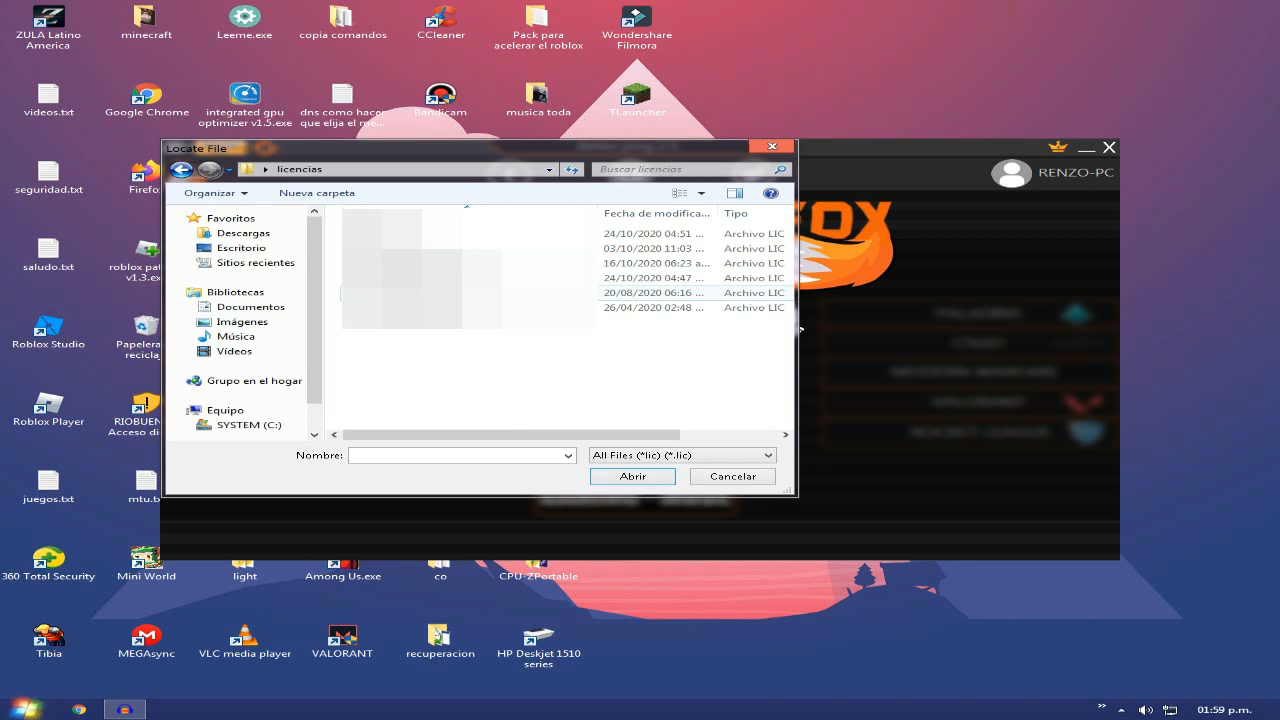 ZULA Latino
America
minecraft
Leeme.exe
copia comandos
CCleaner
Pack para
acelerar el roblox
Wondershare
Filmora
videos.txt
Google Chrome
integrated gpu
optimizer v1.5.exe
dns como hacer
que elija el me...
Bandicam
musica toda
TLauncher
Locate File
licencias
Buscar licencias
RENZO-PC
Organizar
Nueva carpeta
seguridad.txt
Firefo
Favoritos
Descargas
Escritorio
Sitios recientes
Fecha de modifica...
Tipo
24/10/2020 04:51 ...
Archivo LIC
03/10/2020 11:03 ...
Archivo LIC
16/10/2020 06:23 a...
Archivo LIC
24/10/2020 04:47 ...
Archivo LIC
20/08/2020 06:16 ...
Archivo LIC
26/04/2020 02:48 ...
Archivo LIC
saludo.txt
roblox pat
v1.3.exe
Bibliotecas
Documentos
Imágenes
Música
Vídeos
Roblox Studio
Papelera
recicla
Grupo en el hogar
Equipo
SYSTEM (C:)
Roblox Player
RIOBUEN
Acceso di
Nombre:
All Files (*lic) (*.lic)
Abrir
Cancelar
juegos.txt
mtu.b
360 Total Security
Mini World
light
Among Us.exe
co
CPU-ZPortable
Tibia
MEGAsync
VLC media player
VALORANT
recuperacion
HP Deskjet 1510
series
01:59 p.m.